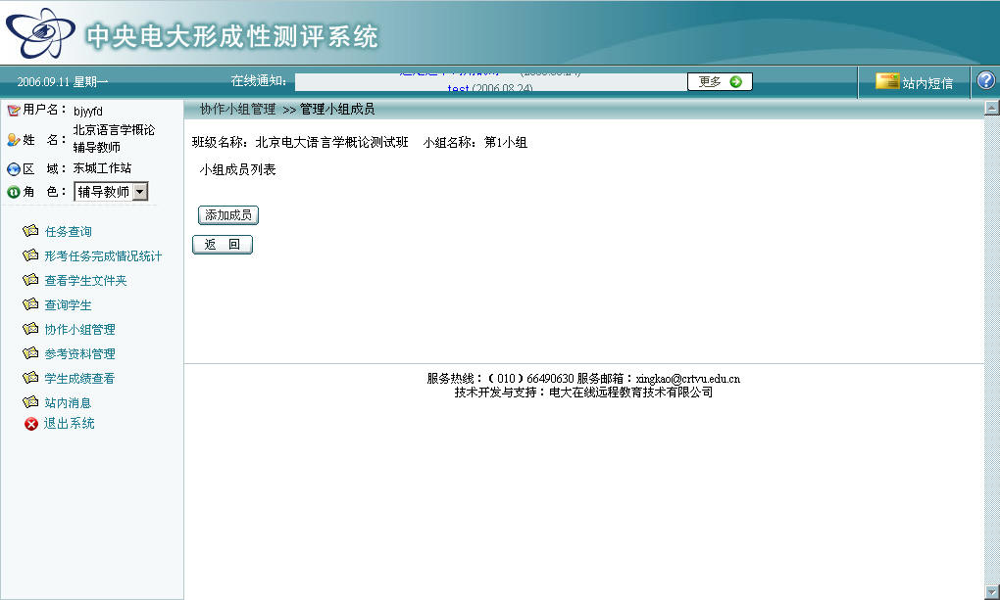 中央电大形成性测评系统
2006.09.11 星期一
在线通知：
(2006.08.24)
test (2006.08.24)
更多
站内短信
用户名： bjyyfd
姓 名： 北京语言学概论
辅导教师
区 域： 东城工作站
角 色： 辅导教师
任务查询
形考任务完成情况统计
查看学生文件夹
查询学生
协作小组管理
参考资料管理
学生成绩查看
站内消息
退出系统
协作小组管理 >> 管理小组成员
班级名称：北京电大语言学概论测试班 小组名称：第1小组
小组成员列表
添加成员
返 回
服务热线：（010）66490630 服务邮箱：xingkao@crtvu.edu.cn
技术开发与支持：电大在线远程教育技术有限公司